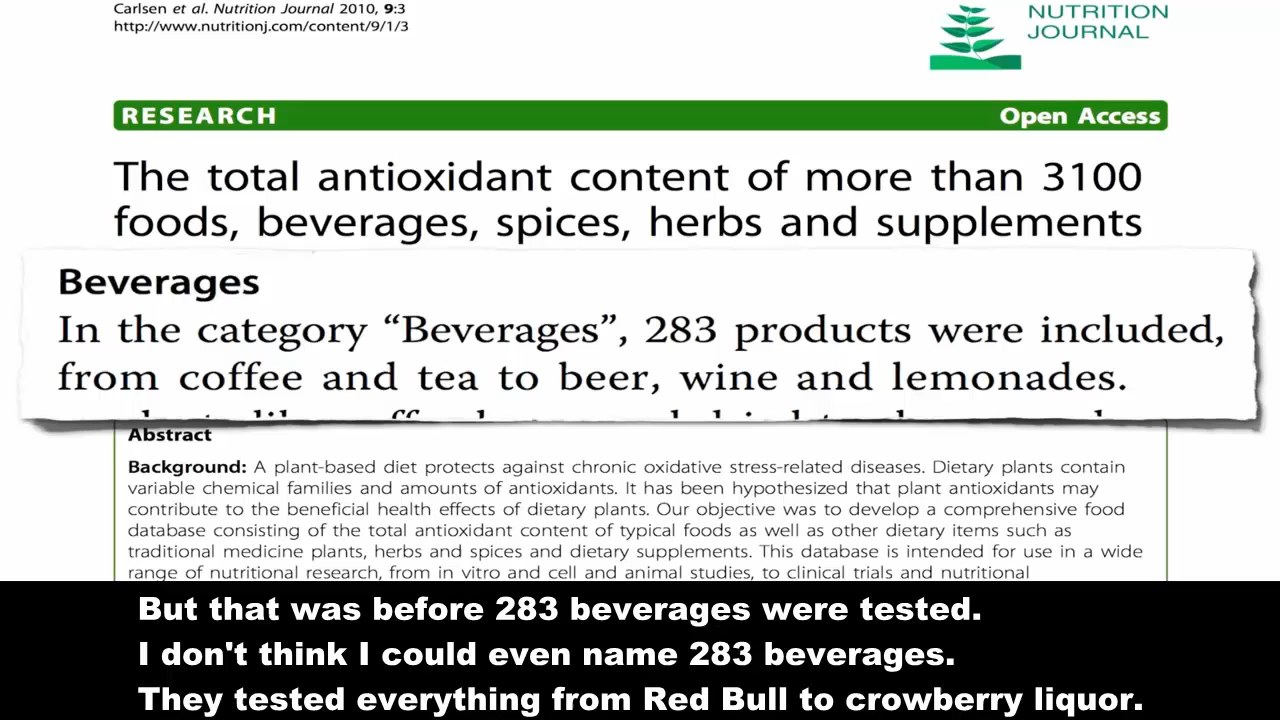 Carlsen et al. Nutrition Journal 2010, 9:3
http://www.nutritionj.com/content/9/1/3
NUTRITION
JOURNAL
RESEARCH
Open Access
The total antioxidant content of more than 3100
foods, beverages, spices, herbs and supplements
Beverages
In the category “Beverages”, 283 products were included,
from coffee and tea to beer, wine and lemonades.
Abstract
Background: A plant-based diet protects against chronic oxidative stress-related diseases. Dietary plants contain
variable chemical families and amounts of antioxidants. It has been hypothesized that plant antioxidants may
contribute to the beneficial health effects of dietary plants. Our objective was to develop a comprehensive food
database consisting of the total antioxidant content of typical foods as well as other dietary items such as
traditional medicine plants, herbs and spices and dietary supplements. This database is intended for use in a wide
range of nutritional research, from in vitro and cell and animal studies, to clinical trials and nutritional
But that was before 283 beverages were tested.
I don't think I could even name 283 beverages.
They tested everything from Red Bull to crowberry liquor.